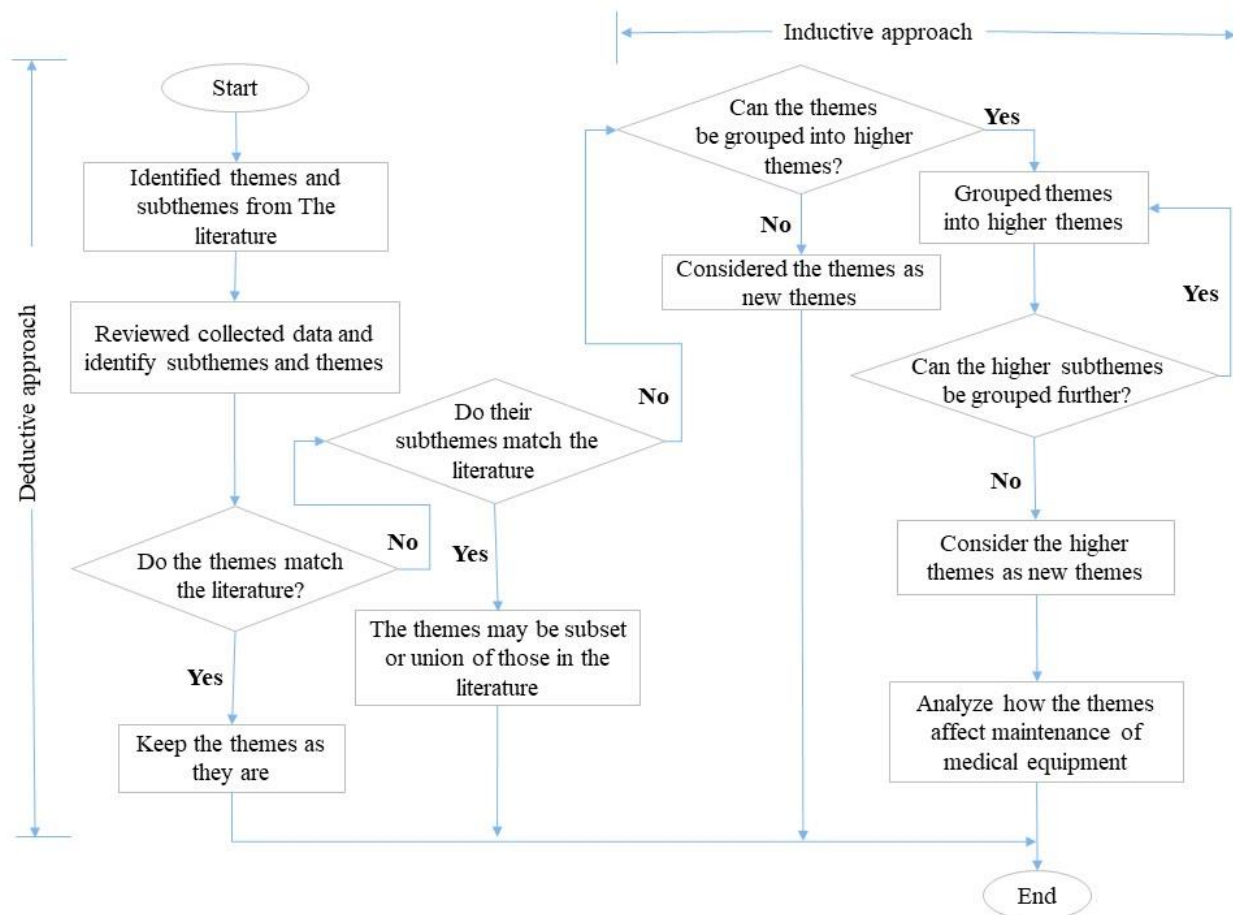 Inductive approach
Deductive approach
Start
Identified themes and
subthemes from The
literature
Reviewed collected data and
identify subthemes and themes
Do the themes match
the literature?
No
Yes
Keep the themes as
they are
Do their
subthemes match the
literature
No
Yes
The themes may be subset
or union of those in the
literature
Can the themes
be grouped into higher
themes?
Yes
No
Considered the themes as
new themes
Grouped themes
into higher themes
Yes
Can the higher subthemes
be grouped further?
No
Consider the higher
themes as new themes
Analyze how the themes
affect maintenance of
medical equipment
End